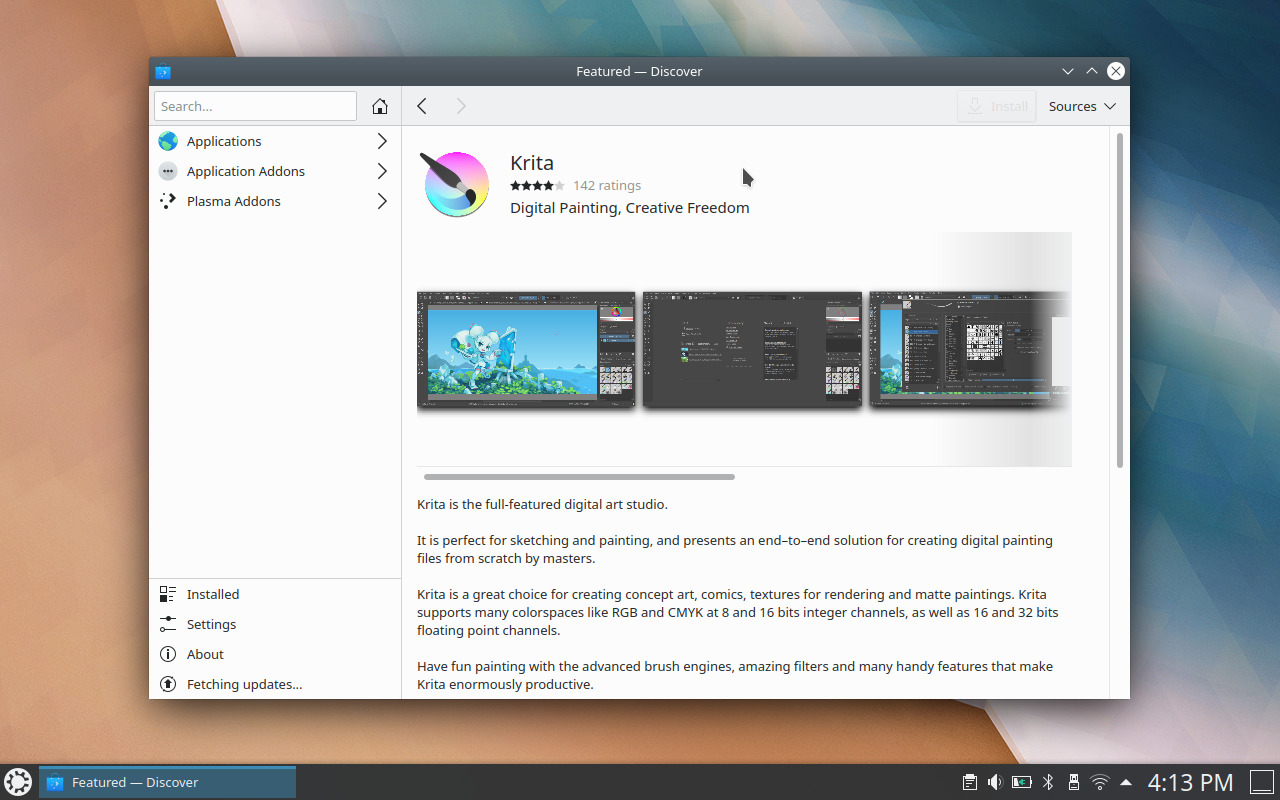 Featured — Discover
Search...
Install
Sources
Applications
Application Addons
Plasma Addons
Krita
142 ratings
Digital Painting, Creative Freedom
Krita is the full-featured digital art studio.
It is perfect for sketching and painting, and presents an end–to–end solution for creating digital painting
files from scratch by masters.
Krita is a great choice for creating concept art, comics, textures for rendering and matte paintings. Krita
supports many colorspaces like RGB and CMYK at 8 and 16 bits integer channels, as well as 16 and 32 bits
floating point channels.
Have fun painting with the advanced brush engines, amazing filters and many handy features that make
Krita enormously productive.
Installed
Settings
About
Fetching updates...
Featured — Discover
4:13 PM